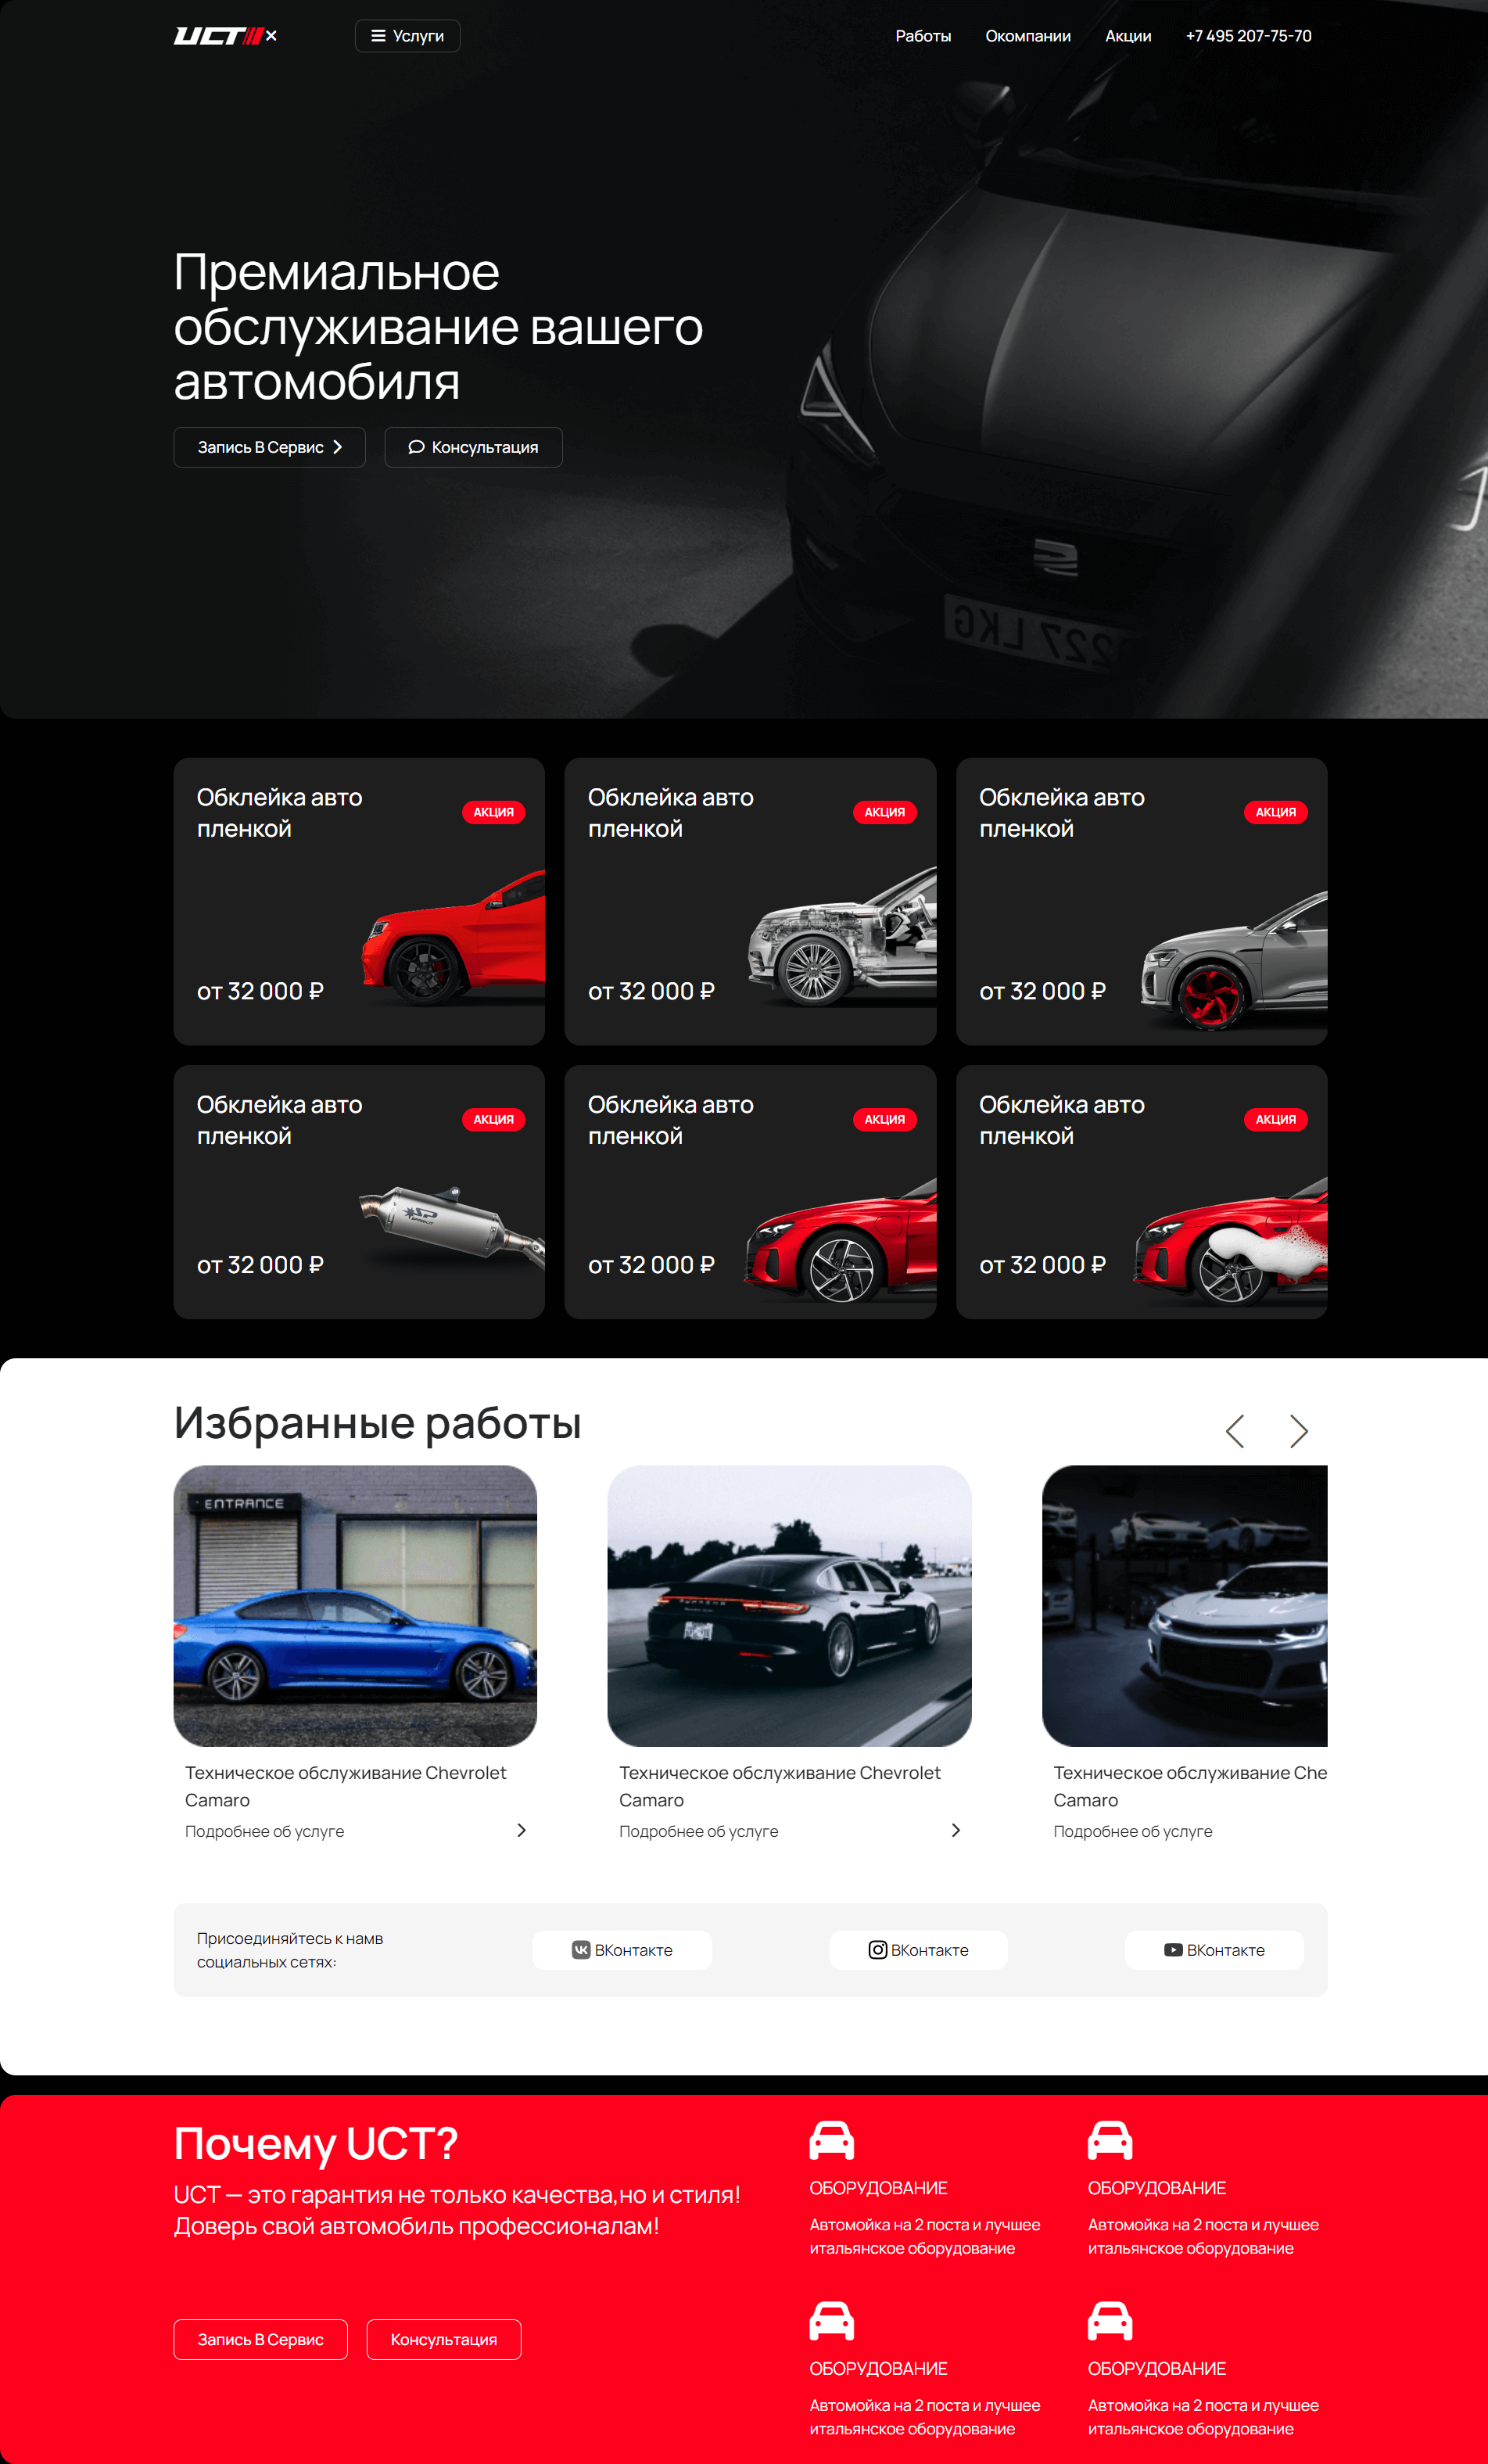 UCT
Услуги
Работы
Окомпании
Акции
+7 495 207-75-70
Премиальное
обслуживание вашего
автомобиля
Запись В Сервис
Консультация
Обклейка авто
пленкой
АКЦИЯ
от 32 000 ₽
Обклейка авто
пленкой
АКЦИЯ
от 32 000 ₽
Обклейка авто
пленкой
АКЦИЯ
от 32 000 ₽
Обклейка авто
пленкой
АКЦИЯ
от 32 000 ₽
Обклейка авто
пленкой
АКЦИЯ
от 32 000 ₽
Обклейка авто
пленкой
АКЦИЯ
от 32 000 ₽
Избранные работы
ENTRANCE
Техническое обслуживание Chevrolet
Camaro
Подробнее об услуге
Техническое обслуживание Chevrolet
Camaro
Подробнее об услуге
Техническое обслуживание Che
Camaro
Подробнее об услуге
Присоединяйтесь к намв
социальных сетях:
ВКонтакте
ВКонтакте
ВКонтакте
Почему UCT?
UCT — это гарантия не только качества,но и стиля!
Доверь свой автомобиль профессионалам!
Запись В Сервис
Консультация
ОБОРУДОВАНИЕ
Автомойка на 2 поста и лучшее
итальянское оборудование
ОБОРУДОВАНИЕ
Автомойка на 2 поста и лучшее
итальянское оборудование
ОБОРУДОВАНИЕ
Автомойка на 2 поста и лучшее
итальянское оборудование
ОБОРУДОВАНИЕ
Автомойка на 2 поста и лучшее
итальянское оборудование